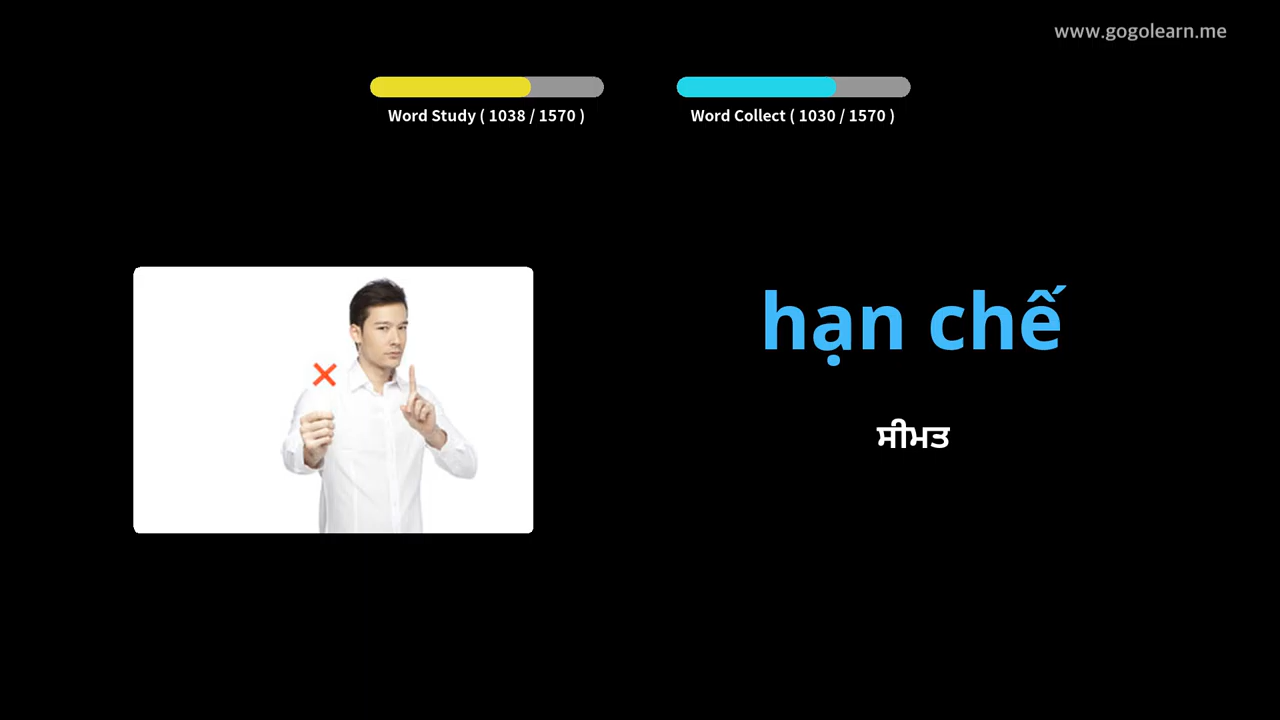 www.gogolearn.me
Word Study ( 1038 / 1570 )
Word Collect ( 1030 / 1570 )
hạn chế
ਸੀਮਤ